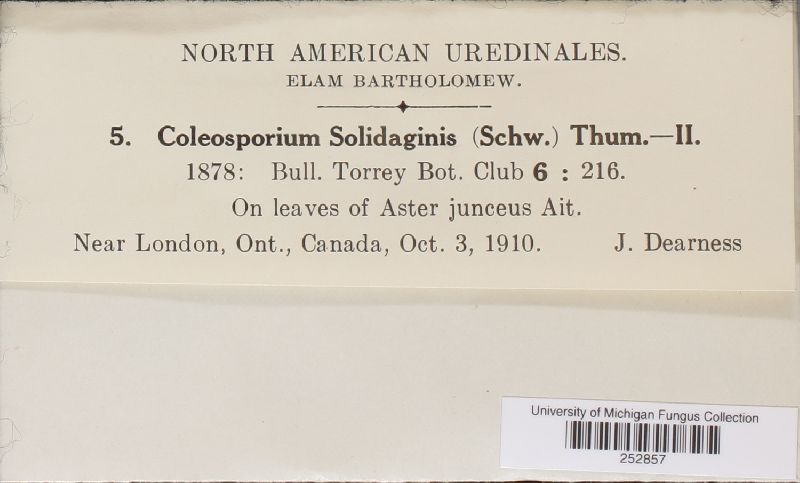 NORTH AMERICAN UREDINALES.
ELAM BARTHOLOMEW.
5. Coleosporium Solidaginis (Schw.) Thum.—II.
1878: Bull. Torrey Bot. Club 6 : 216.
On leaves of Aster junceus Ait.
Near London, Ont., Canada, Oct. 3, 1910. J. Dearness
University of Michigan Fungus Collection
252857